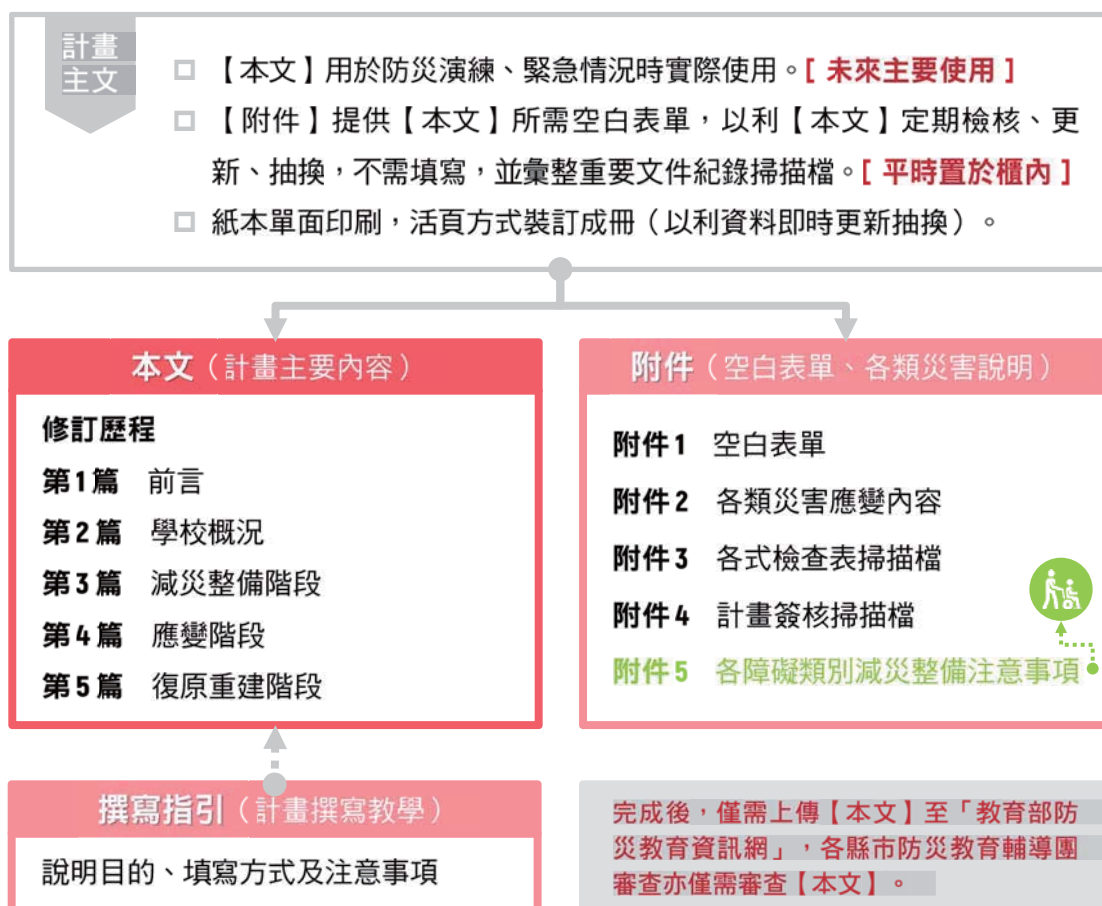 計畫
主文
【本文】用於防災演練、緊急情況時實際使用。[ 未來主要使用 ]
【附件】提供【本文】所需空白表單，以利【本文】定期檢核、更
新、抽換，不需填寫，並彙整重要文件紀錄掃描檔。[ 平時置於櫃內 ]
紙本單面印刷，活頁方式裝訂成冊（以利資料即時更新抽換）。
本文（計畫主要內容）
修訂歷程
第1篇 前言
第2篇 學校概況
第3篇 減災整備階段
第4篇 應變階段
第5篇 復原重建階段
附件（空白表單、各類災害說明）
附件1 空白表單
附件2 各類災害應變內容
附件3 各式檢查表掃描檔
附件4 計畫簽核掃描檔
附件5 各障礙類別減災整備注意事項
撰寫指引（計畫撰寫教學）
說明目的、填寫方式及注意事項
完成後，僅需上傳【本文】至「教育部防
災教育資訊網」，各縣市防災教育輔導團
審查亦僅需審查【本文】。